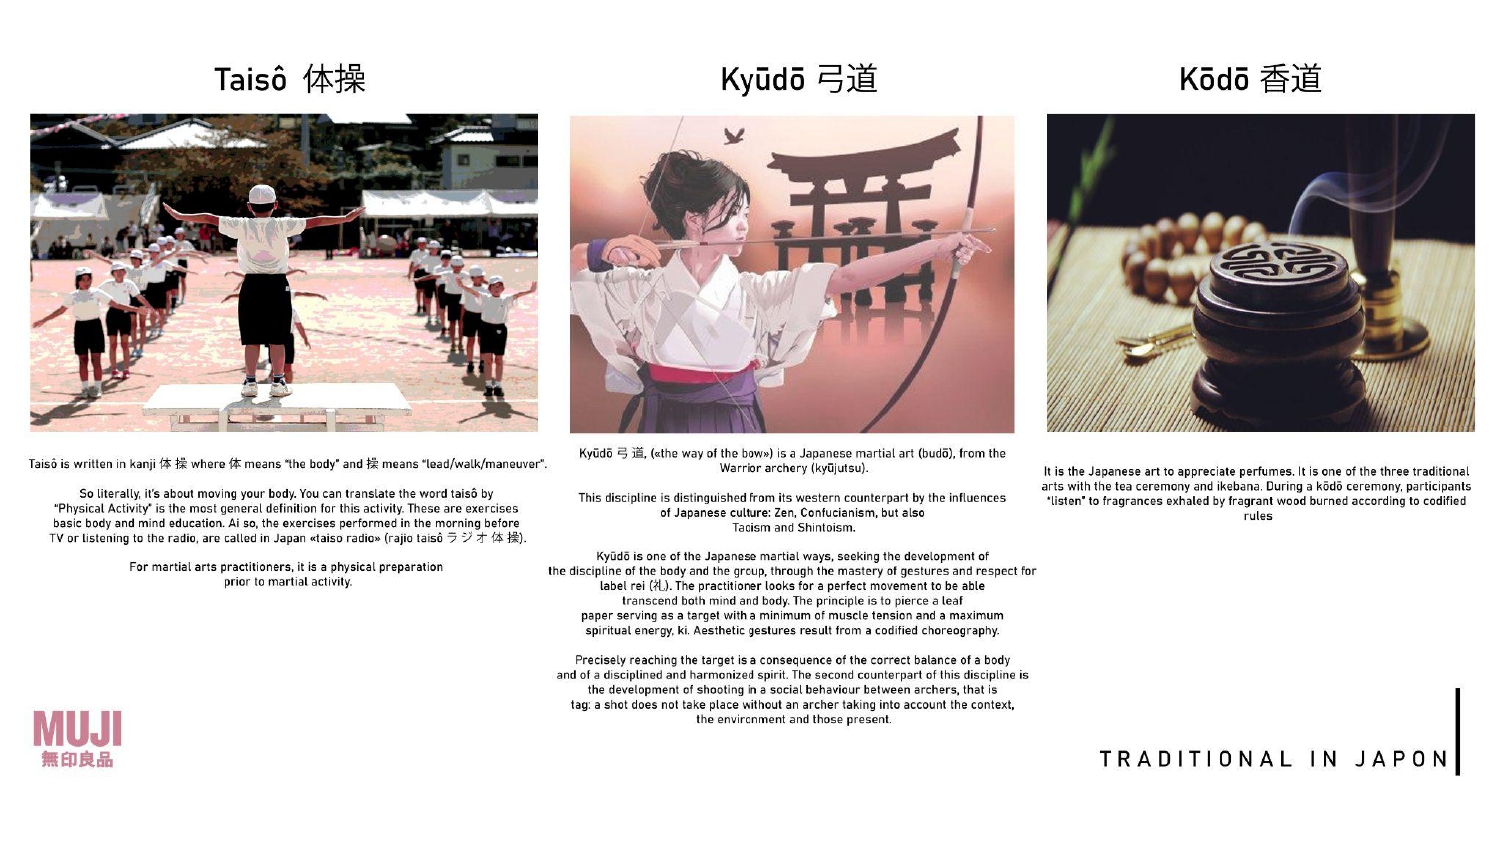 Taisô 体操
Taisô is written in kanji 体 操 where 体 means “the body” and 操 means “lead/walk/maneuver”.
So literally, it's about moving your body. You can translate the word taisô by
“Physical Activity” is the most general definition for this activity. These are exercises
basic body and mind education. Ai so, the exercises performed in the morning before
TV or listening to the radio, are called in Japan «taiso radio» (rajio taisô ラ ジ オ 体 操).
For martial arts practitioners, it is a physical preparation
prior to martial activity.
Kyūdō 弓道
Kyūdō 弓 道, («the way of the bow») is a Japanese martial art (budō), from the
Warrior archery (kyūjutsu).
This discipline is distinguished from its western counterpart by the influences
of Japanese culture: Zen, Confucianism, but also
Taoism and Shintoism.
Kyūdō is one of the Japanese martial ways, seeking the development of
the discipline of the body and the group, through the mastery of gestures and respect for
label rei (礼). The practitioner looks for a perfect movement to be able
transcend both mind and body. The principle is to pierce a leaf
paper serving as a target with a minimum of muscle tension and a maximum
spiritual energy, ki. Aesthetic gestures result from a codified choreography.
Precisely reaching the target is a consequence of the correct balance of a body
and of a disciplined and harmonized spirit. The second counterpart of this discipline is
the development of shooting in a social behaviour between archers, that is
tag: a shot does not take place without an archer taking into account the context,
the environment and those present.
Kōdō 香道
It is the Japanese art to appreciate perfumes. It is one of the three traditional
arts with the tea ceremony and ikebana. During a kōdō ceremony, participants
“listen” to fragrances exhaled by fragrant wood burned according to codified
rules
MUJI
無印良品
TRADITIONAL IN JAPON